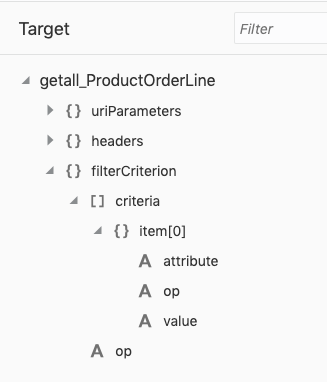 Target
Filter
getall_ProductOrderLine
{} uriParameters
{} headers
{} filterCriterion
[] criteria
{} item[0]
A attribute
A op
A value
A op